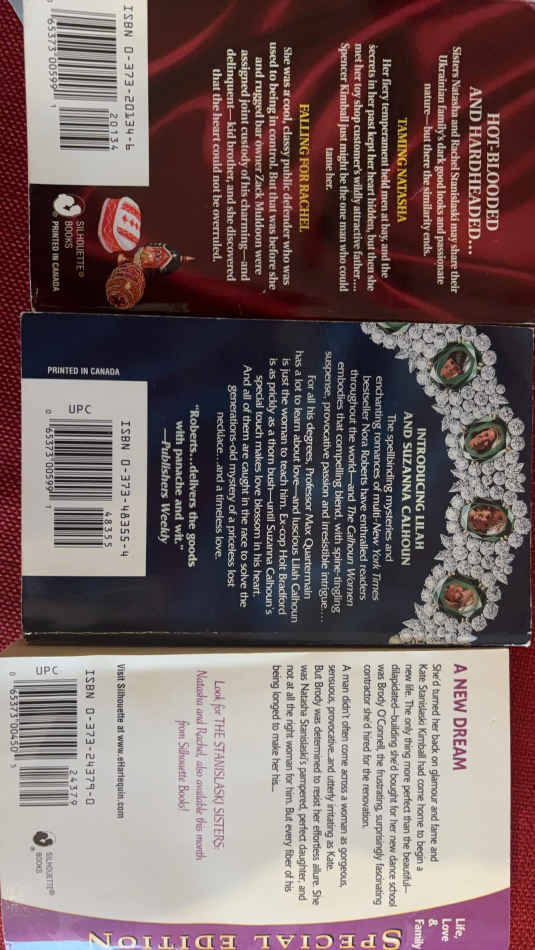 HOT-BLOODED
AND HARDHEADED...
Sisters Natasha and Rachel Stanislaski may share their
Ukrainian family's dark good looks and passionate
nature—but there the similarity ends.
TAMING NATASHA
Her fiery temperament held men at bay, and the
secrets in her past kept her heart hidden, but then she
met her toy shop customer's wildly attractive father....
Spencer Kimball just might be the one man who could
tame her.
FALLING FOR RACHEL
She was a cool, classy public defender who was
used to being in control. But that was before she
and rugged bar owner Zack Muldoon were
assigned joint custody of his charming—and
delinquent—kid brother, and she discovered
that the heart could not be overruled.
SILHOUETTE®
BOOKS
® PRINTED IN CANADA
ISBN 0-373-20134-6
20134
65373 00599 1
INTRODUCING LILAH
AND SUZANNA CALHOUN
The spellbinding mysteries and
enchanting romances of multi-New York Times
bestseller Nora Roberts have enthralled readers
throughout the world—and The Calhoun Women
embodies that compelling blend, with spine-tingling
suspense, provocative passion and irresistible intrigue....
For all his degrees, Professor Max Quartermain
has a lot to learn about love—and luscious Lilah Calhoun
is just the woman to teach him. Ex-cop Holt Bradford
is as prickly as a thorn bush—until Suzanna Calhoun's
special touch makes love blossom in his heart.
And all of them are caught in the race to solve the
generations-old mystery of a priceless lost
necklace...and a timeless love.
"Roberts...delivers the goods
with panache and wit."
—Publishers Weekly
ISBN 0-373-48355-4
48355
UPC
0 65373 00599 1
PRINTED IN CANADA
Life,
Love
&
Family
SPECIAL EDITION
A NEW DREAM
She'd turned her back on glamour and fame and
Kate Stanislaski Kimball had come home to begin a
new life. The only thing more perfect than the beautiful—
dilapidated—building she'd bought for her new dance school
was Brody O'Connell, the frustrating, surprisingly fascinating
contractor she'd hired for the renovation.
A man didn't often come across a woman as gorgeous,
sensuous, provocative...and utterly irritating as Kate.
But Brody was determined to resist her effortless allure. She
was Natasha Stanislaski's pampered, perfect daughter, and
not at all the right woman for him. But every fiber of his
being longed to make her his...
Look for THE STANISLASKI SISTERS:
Natasha and Rachel, also available this month
from Silhouette Books!
Visit Silhouette at www.eHarlequin.com
ISBN 0-373-24379-0
24379
UPC
0 65373 00450 5
SILHOUETTE®
BOOKS